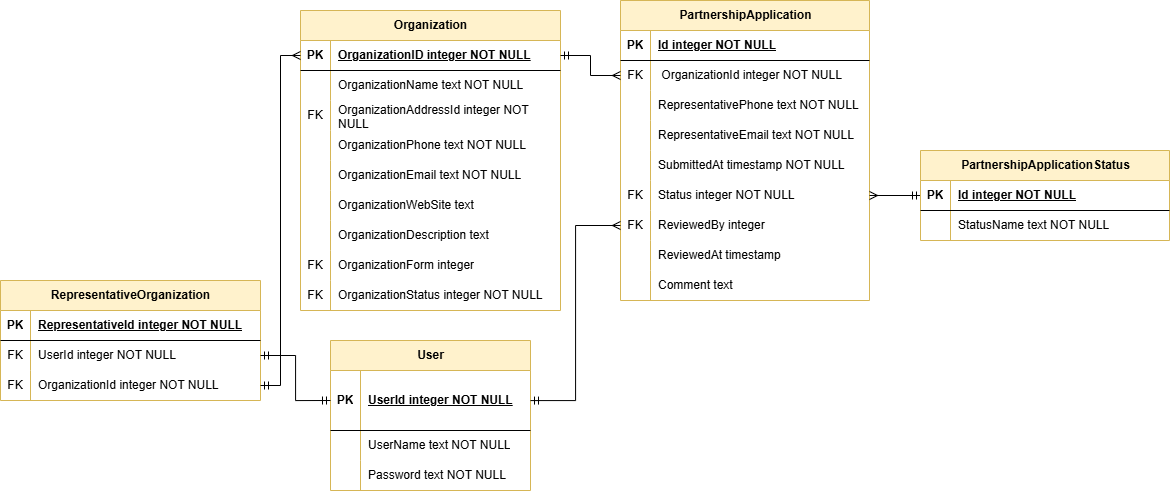 Organization
PK OrganizationID integer NOT NULL
OrganizationName text NOT NULL
FK OrganizationAddressId integer NOT
NULL
OrganizationPhone text NOT NULL
OrganizationEmail text NOT NULL
OrganizationWebSite text
OrganizationDescription text
FK OrganizationForm integer
FK OrganizationStatus integer NOT NULL
PartnershipApplication
PK Id integer NOT NULL
FK OrganizationId integer NOT NULL
RepresentativePhone text NOT NULL
RepresentativeEmail text NOT NULL
SubmittedAt timestamp NOT NULL
FK Status integer NOT NULL
FK ReviewedBy integer
ReviewedAt timestamp
Comment text
PartnershipApplicationStatus
PK Id integer NOT NULL
StatusName text NOT NULL
RepresentativeOrganization
PK RepresentativeId integer NOT NULL
FK UserId integer NOT NULL
FK OrganizationId integer NOT NULL
User
PK UserId integer NOT NULL
UserName text NOT NULL
Password text NOT NULL